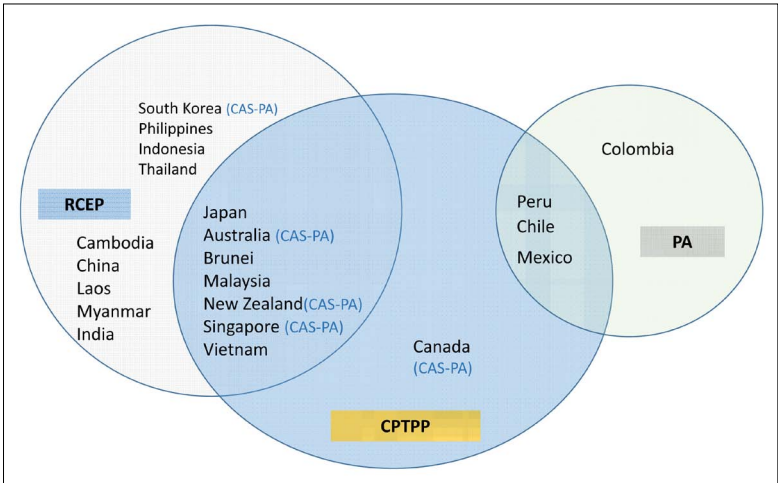 South Korea (CAS-PA)
Philippines
Indonesia
Thailand
RCEP
Cambodia
China
Laos
Myanmar
India
Japan
Australia (CAS-PA)
Brunei
Malaysia
New Zealand(CAS-PA)
Singapore (CAS-PA)
Vietnam
Canada
(CAS-PA)
CPTPP
Peru
Chile
Mexico
Colombia
PA